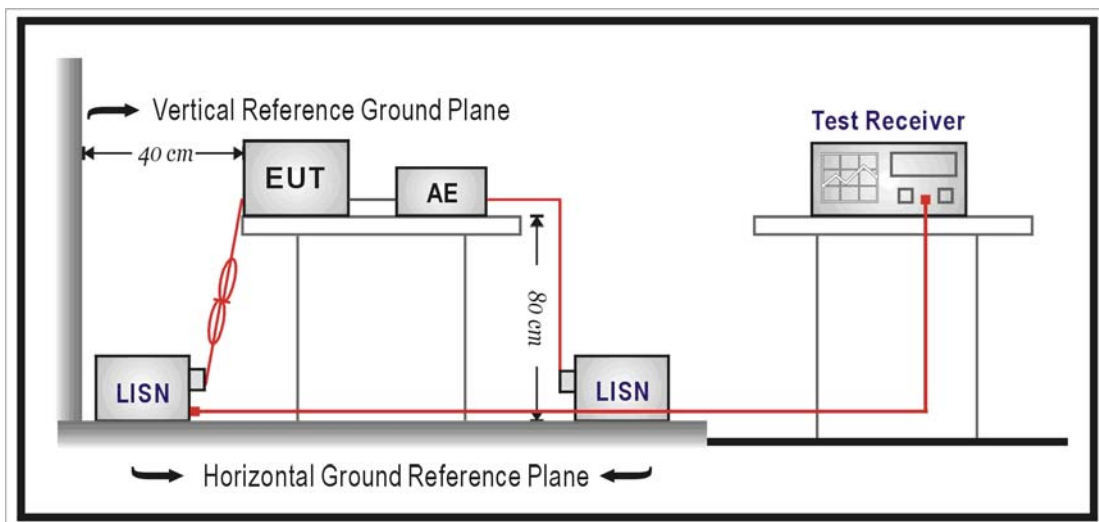 Vertical Reference Ground Plane
Test Receiver
40 cm
EUT
AE
80 cm
LISN
LISN
Horizontal Ground Reference Plane